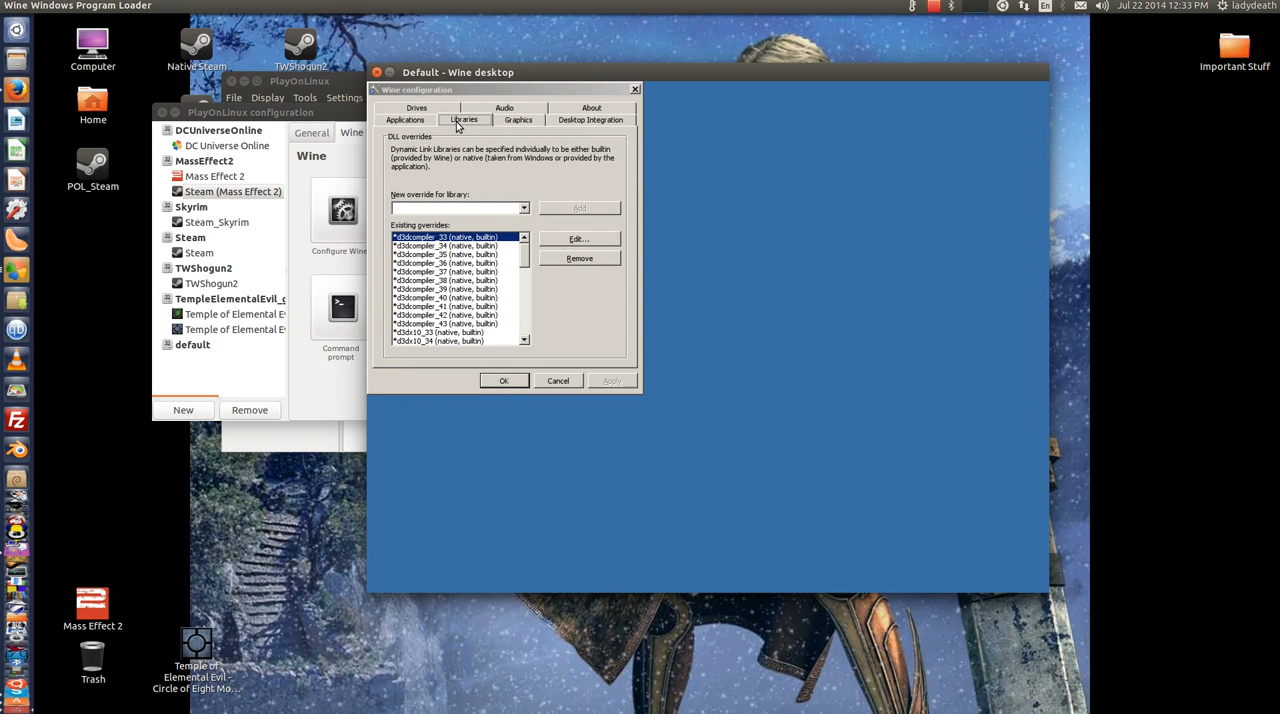 Wine Windows Program Loader
En
Jul 22 2014 12:33 PM
ladydeath
Computer
Native Steam
TWShogun2
Important Stuff
Home
POL_Steam
Mass Effect 2
Trash
Temple of
Elemental Evil -
Circle of Eight Mo...
PlayOnLinux
File Display Tools Settings
PlayOnLinux configuration
DCUniverseOnline
DC Universe Online
MassEffect2
Mass Effect 2
Steam (Mass Effect 2)
Skyrim
Steam_Skyrim
Steam
Steam
TWShogun2
TWShogun2
TempleElementalEvil_g
Temple of Elemental Ev
Temple of Elemental Ev
default
New
Remove
General
Wine
Wine
Configure Wine
Command
prompt
Default - Wine desktop
Wine configuration
Drives
Audio
About
Applications
Libraries
Graphics
Desktop Integration
DLL overrides
Dynamic Link Libraries can be specified individually to be either builtin
(provided by Wine) or native (taken from Windows or provided by the
application).
New override for library:
Add
Existing overrides:
*d3dcompiler_33 (native, builtin)
*d3dcompiler_34 (native, builtin)
*d3dcompiler_35 (native, builtin)
*d3dcompiler_36 (native, builtin)
*d3dcompiler_37 (native, builtin)
*d3dcompiler_38 (native, builtin)
*d3dcompiler_39 (native, builtin)
*d3dcompiler_40 (native, builtin)
*d3dcompiler_41 (native, builtin)
*d3dcompiler_42 (native, builtin)
*d3dcompiler_43 (native, builtin)
*d3dx10_33 (native, builtin)
*d3dx10_34 (native, builtin)
Edit...
Remove
OK
Cancel
Apply